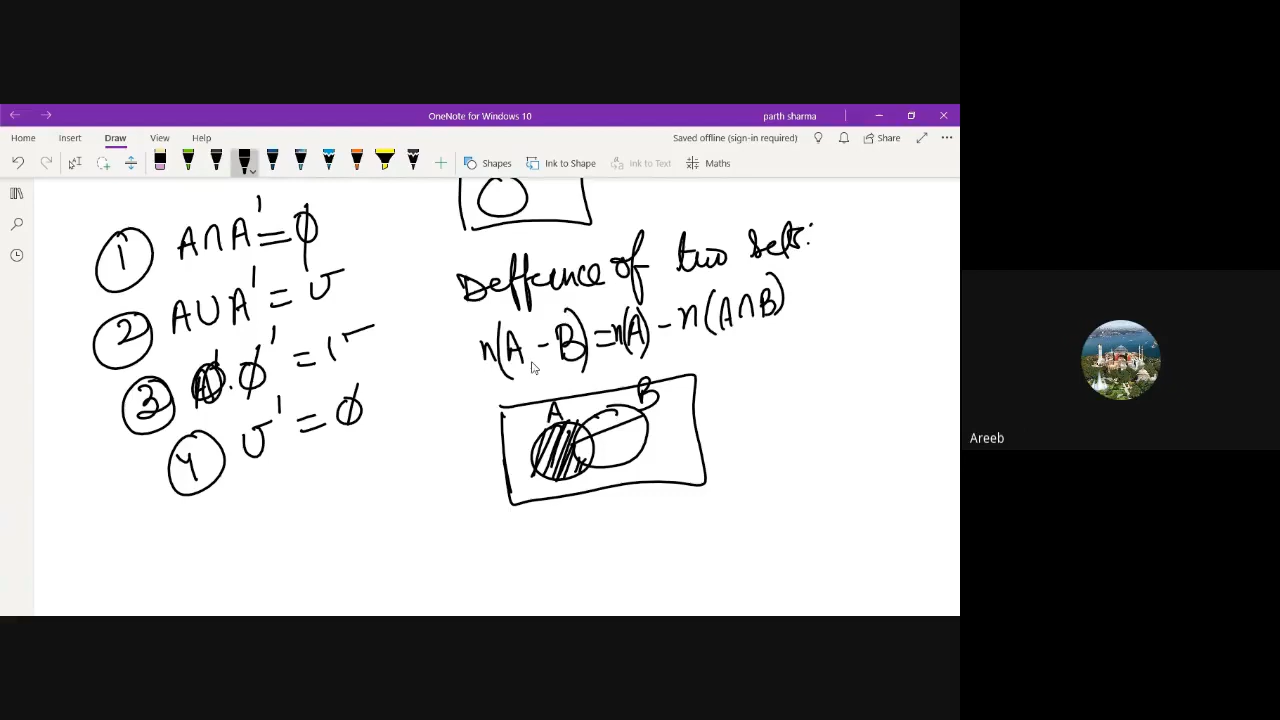 OneNote for Windows 10
parth sharma
Home Insert Draw View Help
Saved offline (sign-in required)
Share
Shapes
Ink to Shape
Ink to Text
Maths
① A∩A' = φ
② A∪A' = U
③ φ' = U
④ U' = φ
Deffernce of two sets:
n(A - B) = n(A) - n(A∩B)
A B
Areeb